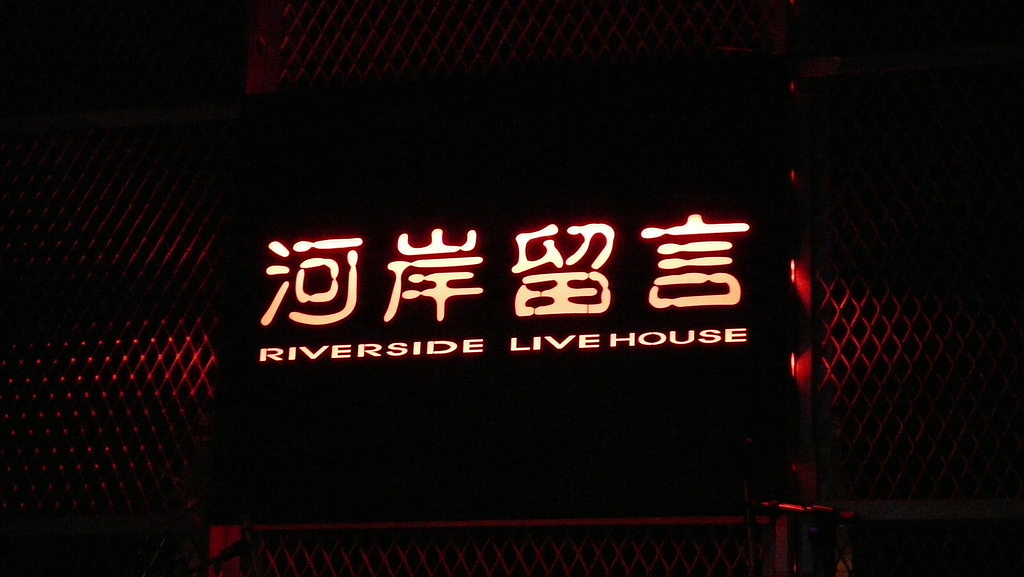 河岸留言
RIVERSIDE LIVE HOUSE